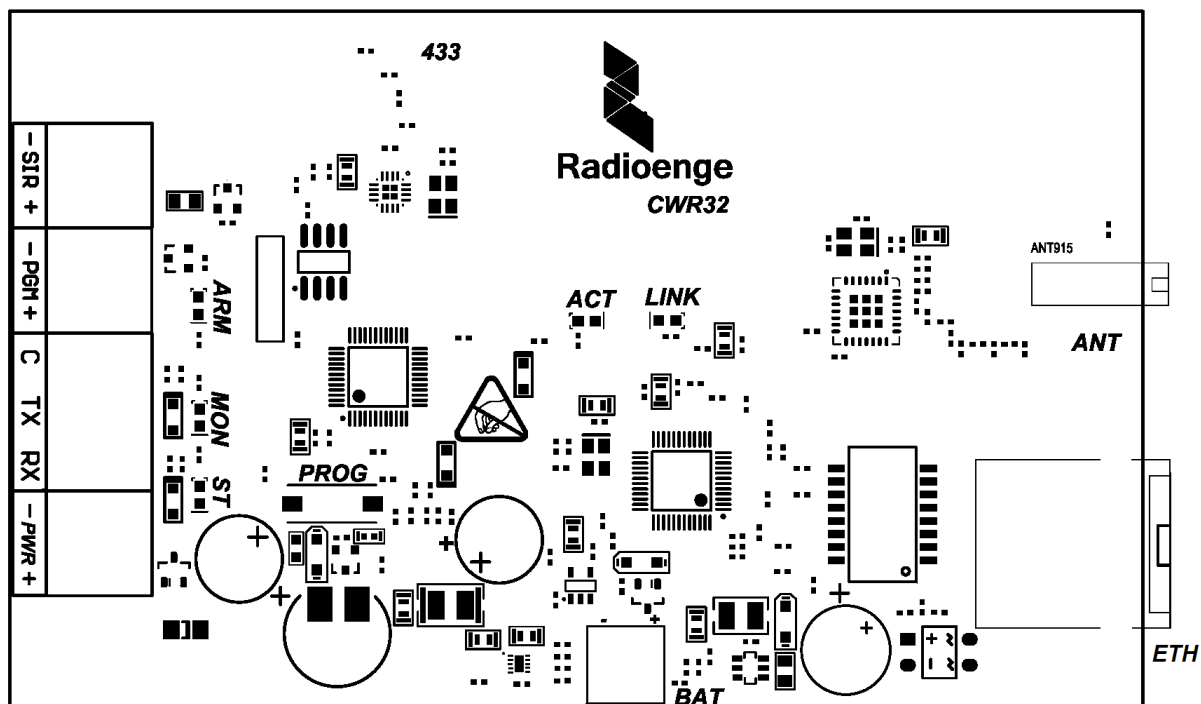 433
Radioenge
CWR32
- SIR +
- PGM +
C TX RX
- PWR +
ARM
MON
ST
PROG
ACT
LINK
ANT915
ANT
ETH
BAT